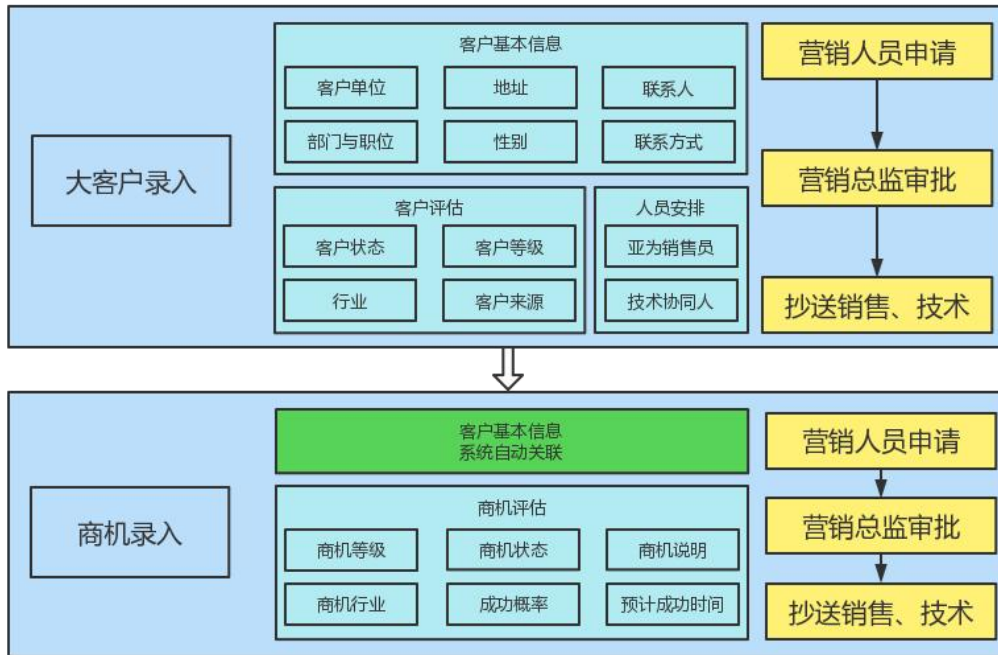 大客户录入
客户基本信息
客户单位
地址
联系人
部门与职位
性别
联系方式
客户评估
客户状态
客户等级
行业
客户来源
人员安排
亚为销售员
技术协同人
营销人员申请
营销总监审批
抄送销售、技术
商机录入
客户基本信息
系统自动关联
商机评估
商机等级
商机状态
商机说明
商机行业
成功概率
预计成功时间
营销人员申请
营销总监审批
抄送销售、技术